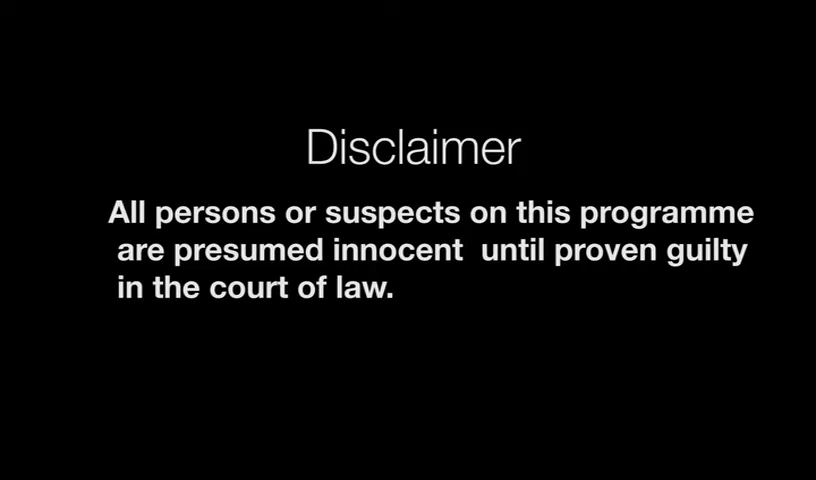 Disclaimer
All persons or suspects on this programme
are presumed innocent until proven guilty
in the court of law.